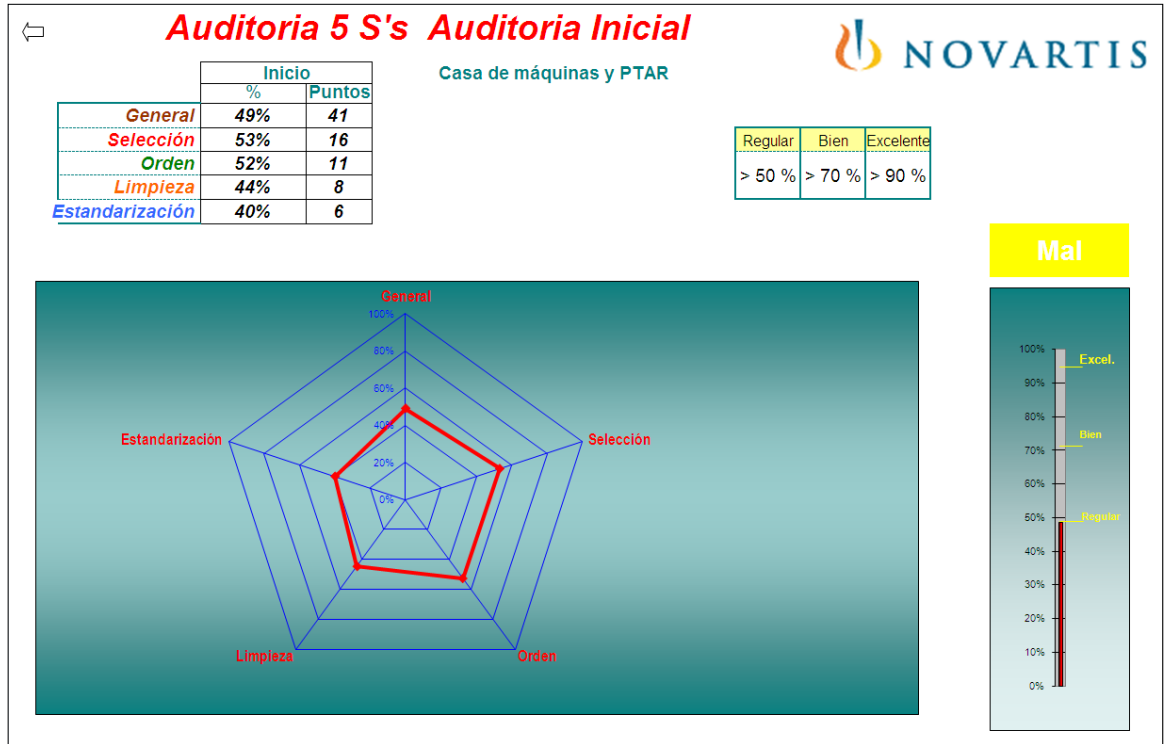 Auditoria 5 S's Auditoria Inicial
NOVARTIS
Casa de máquinas y PTAR
Inicio
% Puntos
General 49% 41
Selección 53% 16
Orden 52% 11
Limpieza 44% 8
Estandarización 40% 6
Regular Bien Excelente
> 50 % > 70 % > 90 %
Mal
General
100%
80%
60%
40%
20%
0%
Estandarización
Selección
Limpieza
Orden
100%
Excel.
90%
80%
Bien
70%
60%
50%
Regular
40%
30%
20%
10%
0%